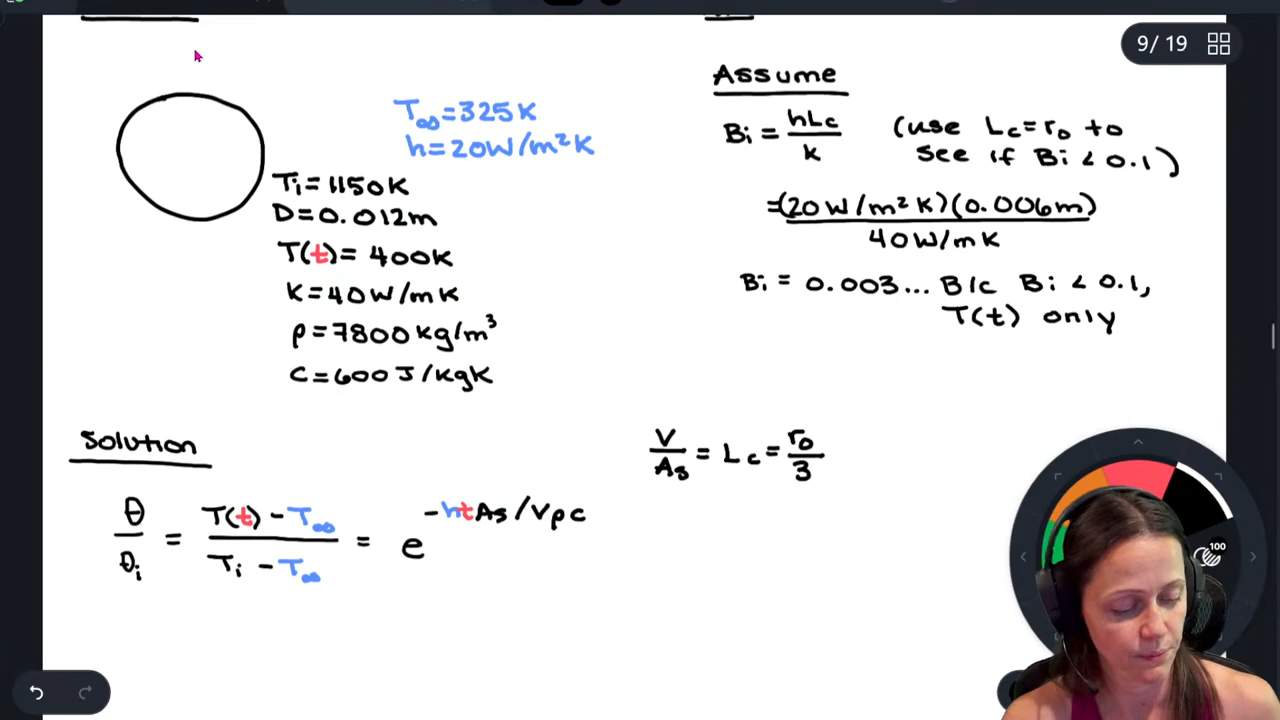 9/ 19
T∞ = 325K
h = 20W/m²K
Ti = 1150K
D = 0.012m
T(t) = 400K
K = 40W/mK
ρ = 7800kg/m³
C = 600J/kgK
Assume
Bi = hLc/k (use Lc = ro to
see if Bi < 0.1)
= (20W/m²K)(0.006m)/40W/mK
Bi = 0.003... B/c Bi < 0.1,
T(t) only
Solution
θ/θi = T(t) - T∞/Ti - T∞ = e^-htAs/Vρc
V/As = Lc = ro/3
100